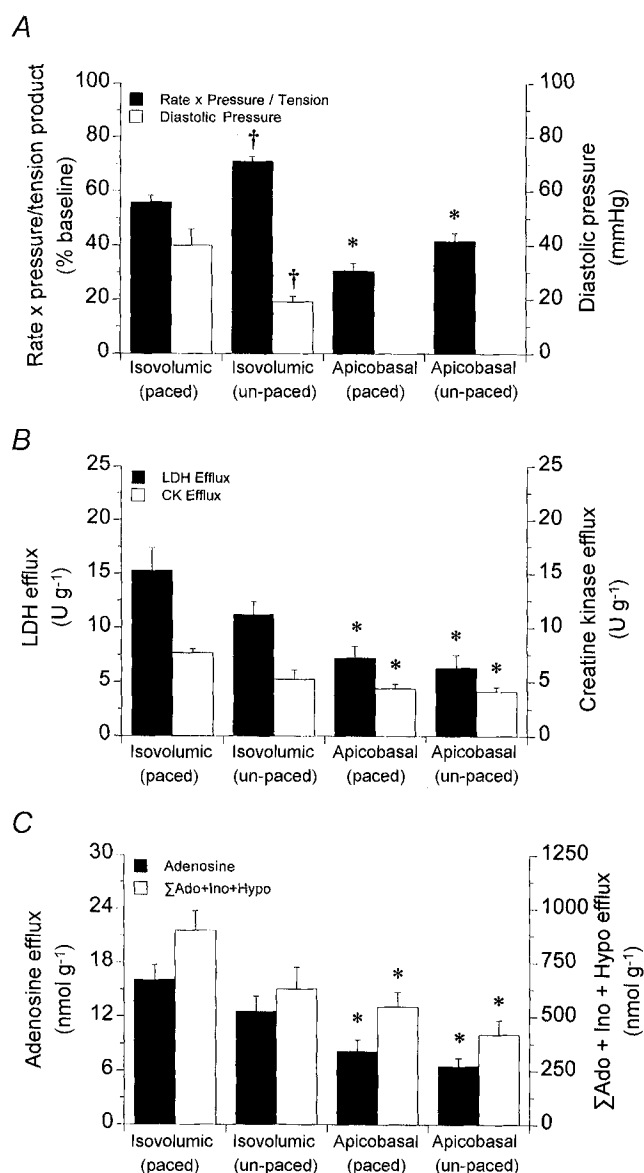 A
Rate x pressure/tension product
(% baseline)
100
80
60
40
20
0
Rate x Pressure / Tension
Diastolic Pressure
†
†
*
*
100
80
60
40
20
0
Diastolic pressure
(mmHg)
Isovolumic
(paced)
Isovolumic
(un-paced)
Apicobasal
(paced)
Apicobasal
(un-paced)
B
LDH efflux
(U g-1)
25
20
15
10
5
0
LDH Efflux
CK Efflux
*
*
*
*
25
20
15
10
5
0
Creatine kinase efflux
(U g-1)
Isovolumic
(paced)
Isovolumic
(un-paced)
Apicobasal
(paced)
Apicobasal
(un-paced)
C
Adenosine efflux
(nmol g-1)
30
24
18
12
6
0
Adenosine
∑Ado+Ino+Hypo
*
*
*
*
1250
1000
750
500
250
0
∑Ado + Ino + Hypo efflux
(nmol g-1)
Isovolumic
(paced)
Isovolumic
(un-paced)
Apicobasal
(paced)
Apicobasal
(un-paced)